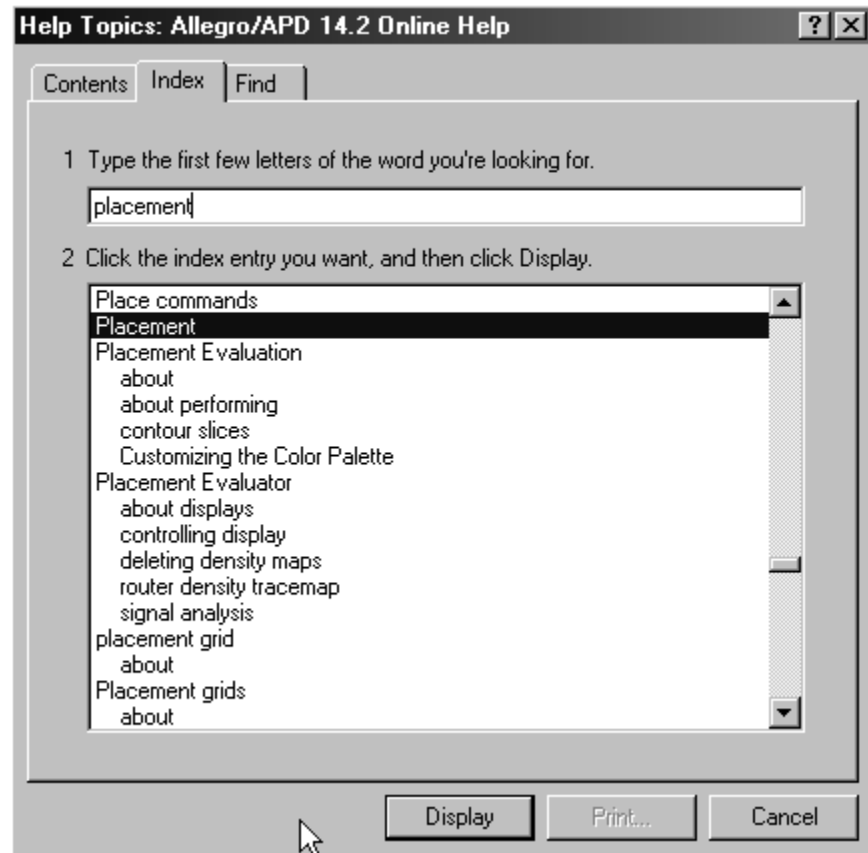 Help Topics: Allegro/APD 14.2 Online Help
Contents Index Find
1 Type the first few letters of the word you're looking for.
placement
2 Click the index entry you want, and then click Display.
Place commands
Placement
Placement Evaluation
about
about performing
contour slices
Customizing the Color Palette
Placement Evaluator
about displays
controlling display
deleting density maps
router density tracemap
signal analysis
placement grid
about
Placement grids
about
Display Print... Cancel